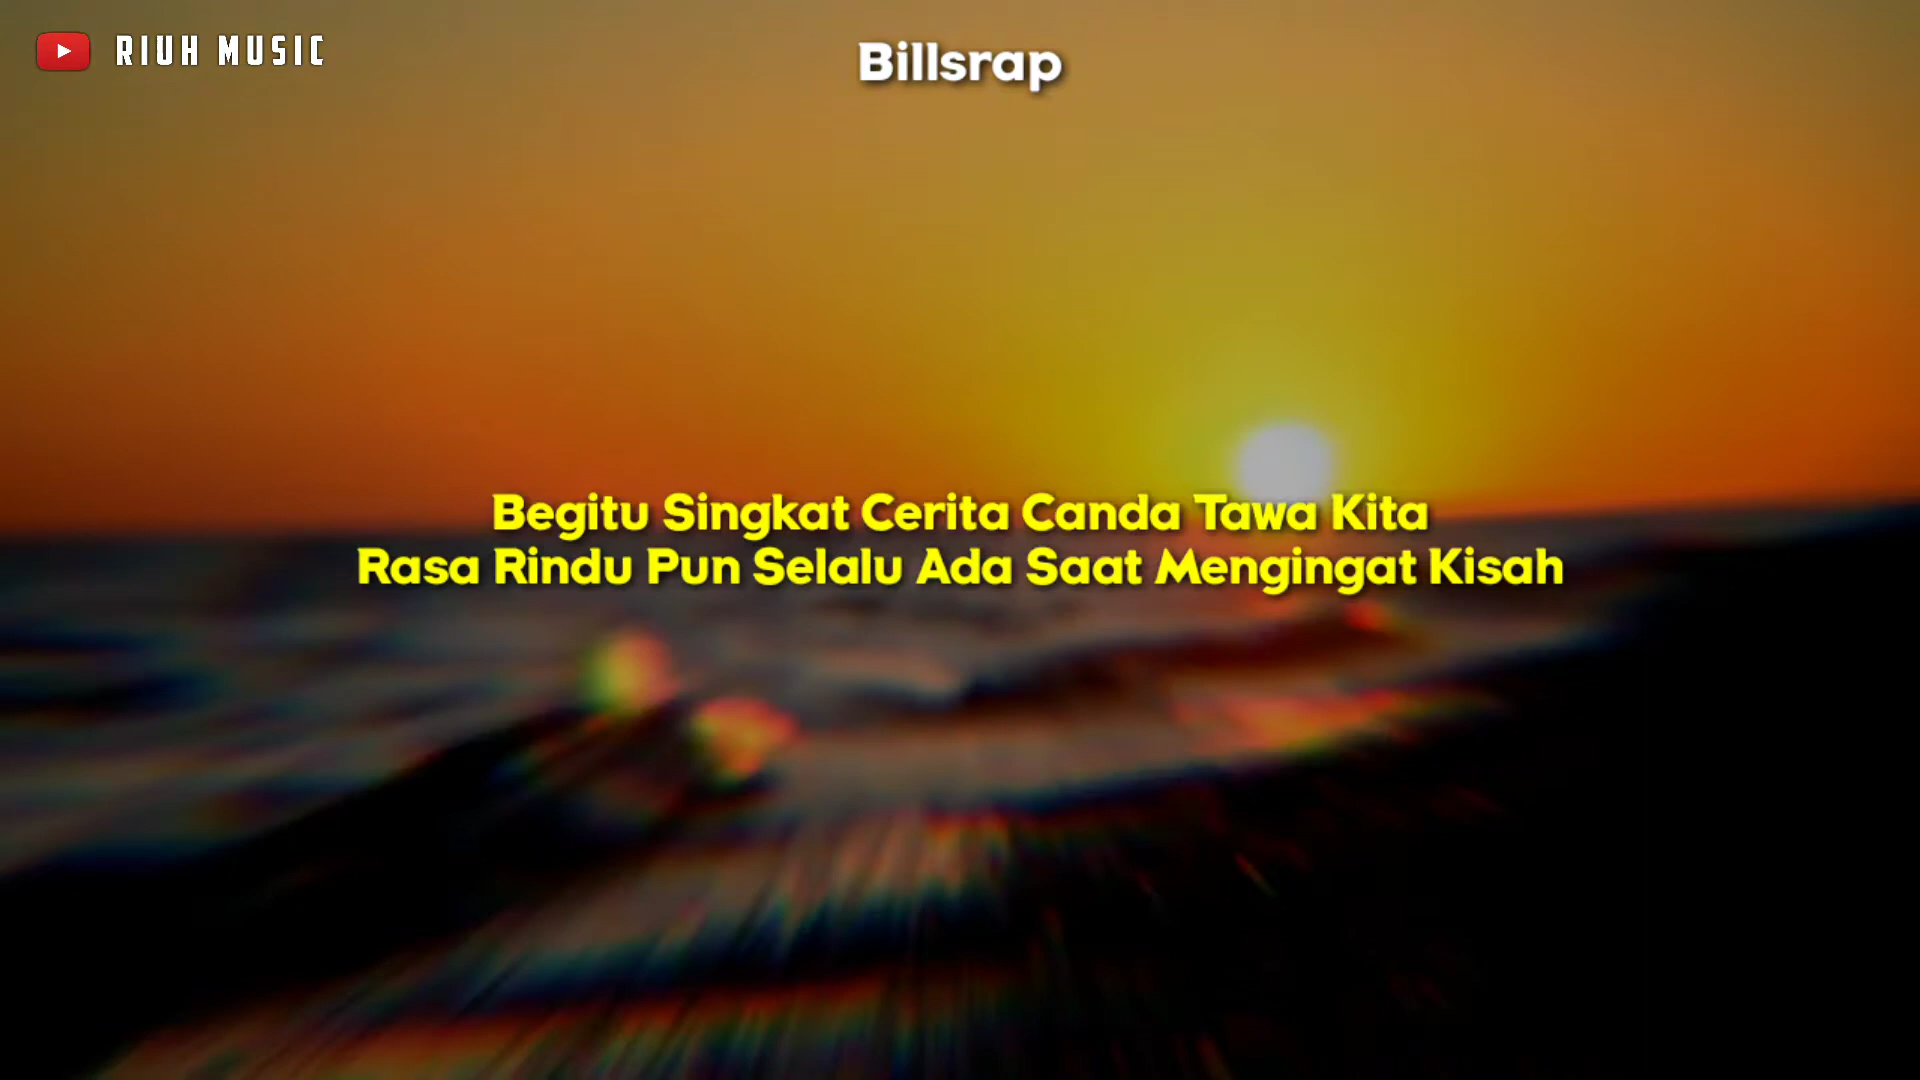 RIUH MUSIC
Billsrap
Begitu Singkat Cerita Canda Tawa Kita
Rasa Rindu Pun Selalu Ada Saat Mengingat Kisah